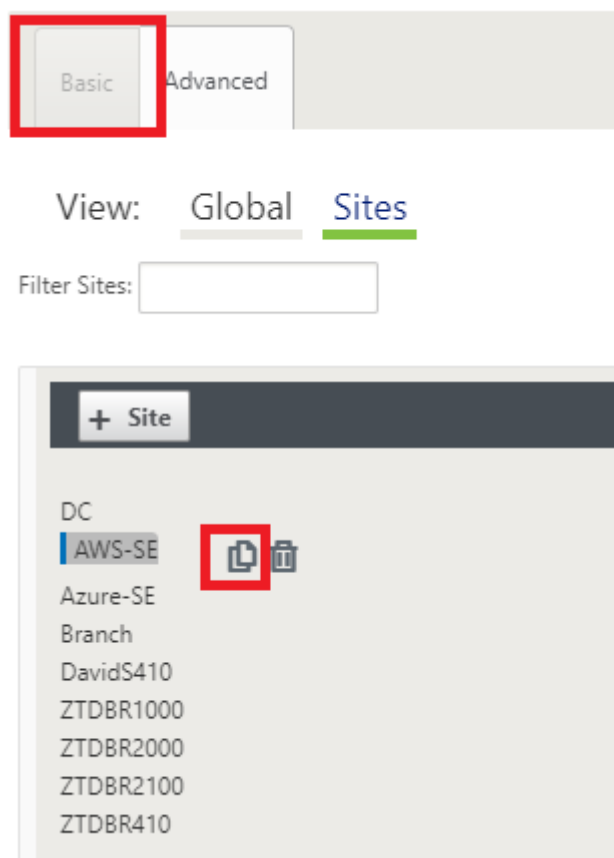 Basic Advanced
View: Global Sites
Filter Sites:
+ Site
DC
AWS-SE
Azure-SE
Branch
DavidS410
ZTDBR1000
ZTDBR2000
ZTDBR2100
ZTDBR410